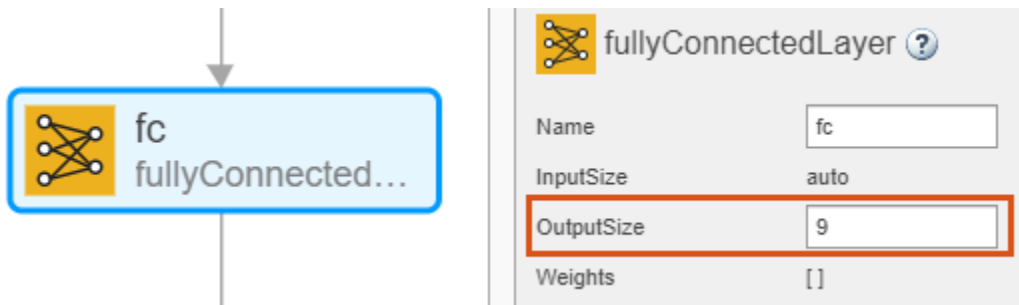 fc
fullyConnected...
fullyConnectedLayer ?
Name fc
InputSize auto
OutputSize 9
Weights [ ]